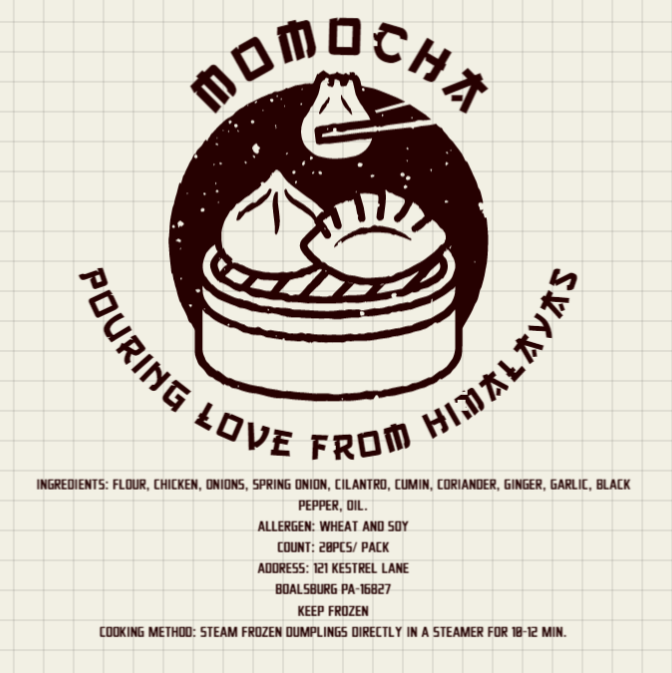 MOMOCHA
POURING LOVE FROM HIMALAYAS
INGREDIENTS: FLOUR, CHICKEN, ONIONS, SPRING ONION, CILANTRO, CUMIN, CORIANDER, GINGER, GARLIC, BLACK
PEPPER, OIL.
ALLERGEN: WHEAT AND SOY
COUNT: 20PCS/ PACK
ADDRESS: 121 KESTREL LANE
BOALSBURG PA-16827
KEEP FROZEN
COOKING METHOD: STEAM FROZEN DUMPLINGS DIRECTLY IN A STEAMER FOR 10-12 MIN.